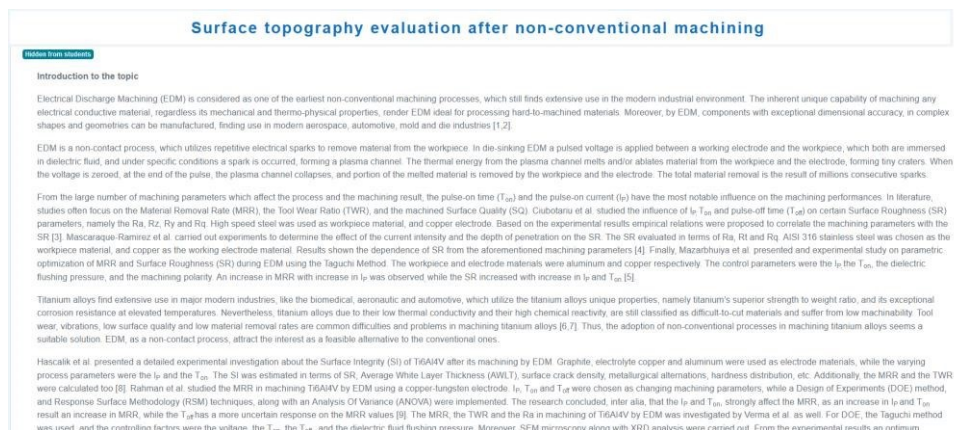 Surface topography evaluation after non-conventional machining
Hidden from students
Introduction to the topic
Electrical Discharge Machining (EDM) is considered as one of the earliest non-conventional machining processes, which still finds extensive use in the modern industrial environment. The inherent unique capability of machining any
electrical conductive material, regardless its mechanical and thermo-physical properties, render EDM ideal for processing hard-to-machined materials. Moreover, by EDM, components with exceptional dimensional accuracy, in complex
shapes and geometries can be manufactured, finding use in modern aerospace, automotive, mold and die industries [1,2].
EDM is a non-contact process, which utilizes repetitive electrical sparks to remove material from the workpiece. In die-sinking EDM a pulsed voltage is applied between a working electrode and the workpiece, which both are immersed
in dielectric fluid, and under specific conditions a spark is occurred, forming a plasma channel. The thermal energy from the plasma channel melts and/or ablates material from the workpiece and the electrode, forming tiny craters. When
the voltage is zeroed, at the end of the pulse, the plasma channel collapses, and portion of the melted material is removed by the workpiece and the electrode. The total material removal is the result of millions consecutive sparks.
From the large number of machining parameters which affect the process and the machining result, the pulse-on time (Ton) and the pulse-on current (IP) have the most notable influence on the machining performances. In literature,
studies often focus on the Material Removal Rate (MRR), the Tool Wear Ratio (TWR), and the machined Surface Quality (SQ). Ciubotariu et al. studied the influence of IP Ton and pulse-off time (Toff) on certain Surface Roughness (SR)
parameters, namely the Ra, Rz, Ry and Rq. High speed steel was used as workpiece material, and copper electrode. Based on the experimental results empirical relations were proposed to correlate the machining parameters with the
SR [3]. Mascaraque-Ramirez et al. carried out experiments to determine the effect of the current intensity and the depth of penetration on the SR. The SR evaluated in terms of Ra, Rt and Rq. AISI 316 stainless steel was chosen as the
workpiece material, and copper as the working electrode material. Results shown the dependence of SR from the aforementioned machining parameters [4]. Finally, Mazarbhuiya et al. presented and experimental study on parametric
optimization of MRR and Surface Roughness (SR) during EDM using the Taguchi Method. The workpiece and electrode materials were aluminum and copper respectively. The control parameters were the IP the Ton, the dielectric
flushing pressure, and the machining polarity. An increase in MRR with increase in IP was observed, while the SR increased with increase in IP and Ton [5].
Titanium alloys find extensive use in major modern industries, like the biomedical, aeronautic and automotive, which utilize the titanium alloys unique properties, namely titanium's superior strength to weight ratio, and its exceptional
corrosion resistance at elevated temperatures. Nevertheless, titanium alloys due to their low thermal conductivity and their high chemical reactivity, are still classified as difficult-to-cut materials and suffer from low machinability. Tool
wear, vibrations, low surface quality and low material removal rates are common difficulties and problems in machining titanium alloys [6,7]. Thus, the adoption of non-conventional processes in machining titanium alloys seems a
suitable solution. EDM, as a non-contact process, attract the interest as a feasible alternative to the conventional ones.
Hascalik et al. presented a detailed experimental investigation about the Surface Integrity (SI) of Ti6Al4V after its machining by EDM. Graphite, electrolyte copper and aluminum were used as electrode materials, while the varying
process parameters were the IP and the Ton. The SI was estimated in terms of SR, Average White Layer Thickness (AWLT), surface crack density, metallurgical alternations, hardness distribution, etc. Additionally, the MRR and the TWR
were calculated too [8]. Rahman et al. studied the MRR in machining Ti6Al4V by EDM using a copper-tungsten electrode. IP, Ton and Toff were chosen as changing machining parameters, while a Design of Experiments (DOE) method,
and Response Surface Methodology (RSM) techniques, along with an Analysis Of Variance (ANOVA) were implemented. The research concluded, inter alia, that the IP and Ton, strongly affect the MRR, as an increase in IP and Ton
result an increase in MRR, while the Toff has a more uncertain response on the MRR values [9]. The MRR, the TWR and the Ra in machining of Ti6Al4V by EDM was investigated by Verma et al. as well. For DOE, the Taguchi method
was used, and the controlling factors were the voltage, the Ton, the Toff, and the dielectric fluid flushing pressure. Moreover, SEM microscopy along with XRD analysis were carried out. From the experimental results an optimum